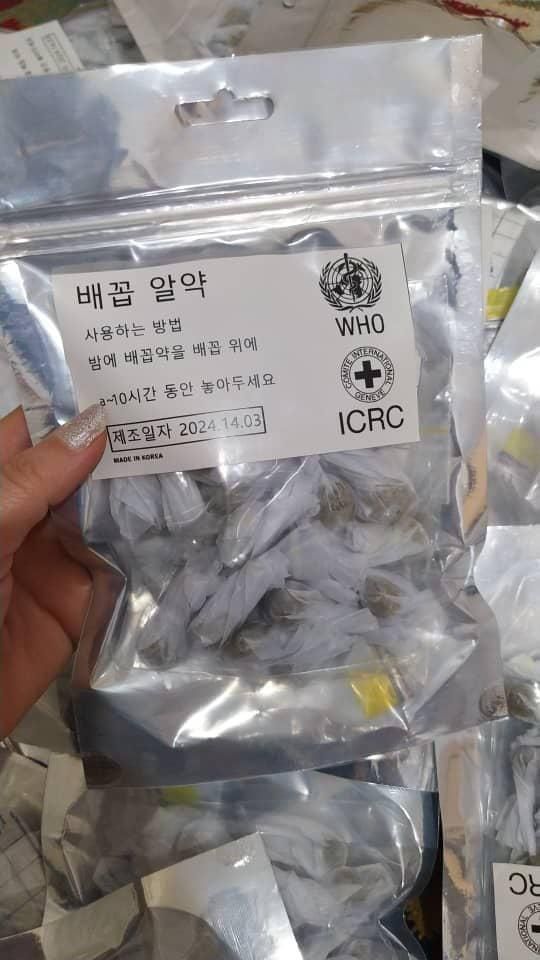 배꼽 알약
사용하는 방법
밤에 배꼽약을 배꼽 위에
~10시간 동안 놓아두세요
제조일자 2024.14.03
MADE IN KOREA
WHO
COMITE INTERNATIONAL
GENEVE
ICRC
RC